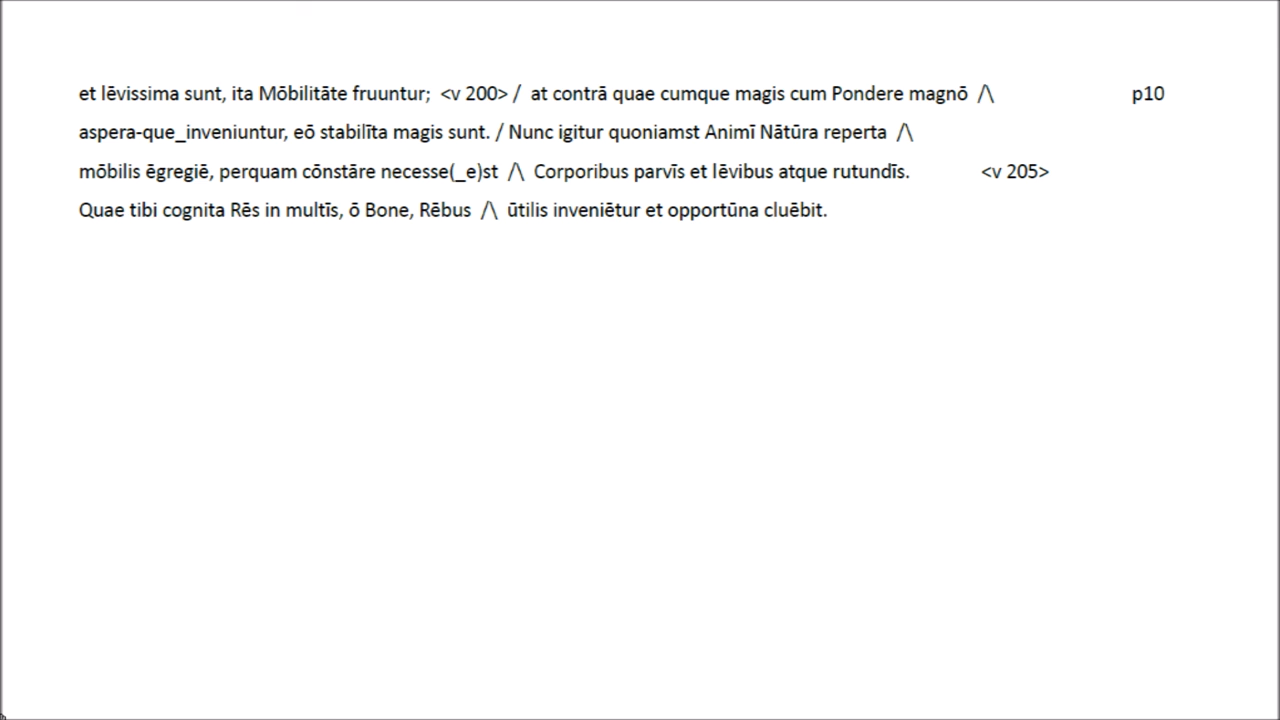 et lēvissima sunt, ita Mōbilitāte fruuntur; <v 200> / at contrā quae cumque magis cum Pondere magnō /\ p10
aspera-que_inveniuntur, eō stabilīta magis sunt. / Nunc igitur quoniamst Animī Nātūra reperta /\
mōbilis ēgregiē, perquam cōnstāre necesse(_e)st /\ Corporibus parvīs et lēvibus atque rutundīs. <v 205>
Quae tibi cognita Rēs in multīs, ō Bone, Rēbus /\ ūtilis inveniētur et opportūna cluēbit.